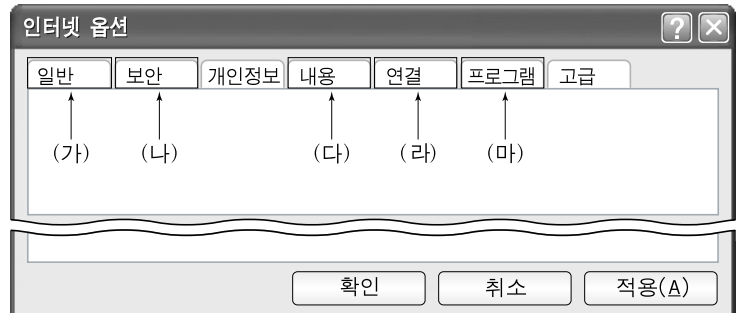 인터넷 옵션
일반 보안 개인정보 내용 연결 프로그램 고급
(가) (나) (다) (라) (마)
확인 취소 적용(A)